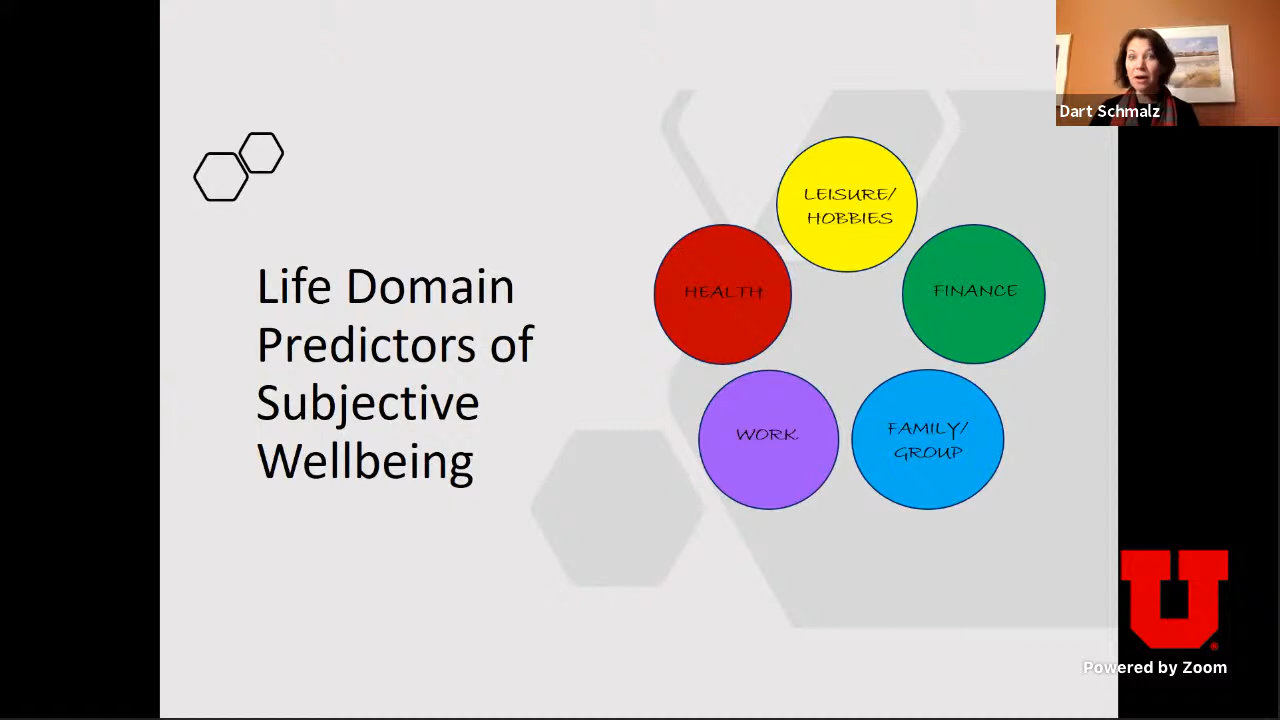 Life Domain
Predictors of
Subjective
Wellbeing
LEISURE/
HOBBIES
HEALTH
FINANCE
WORK
FAMILY/
GROUP
Dart Schmalz
U
Powered by Zoom